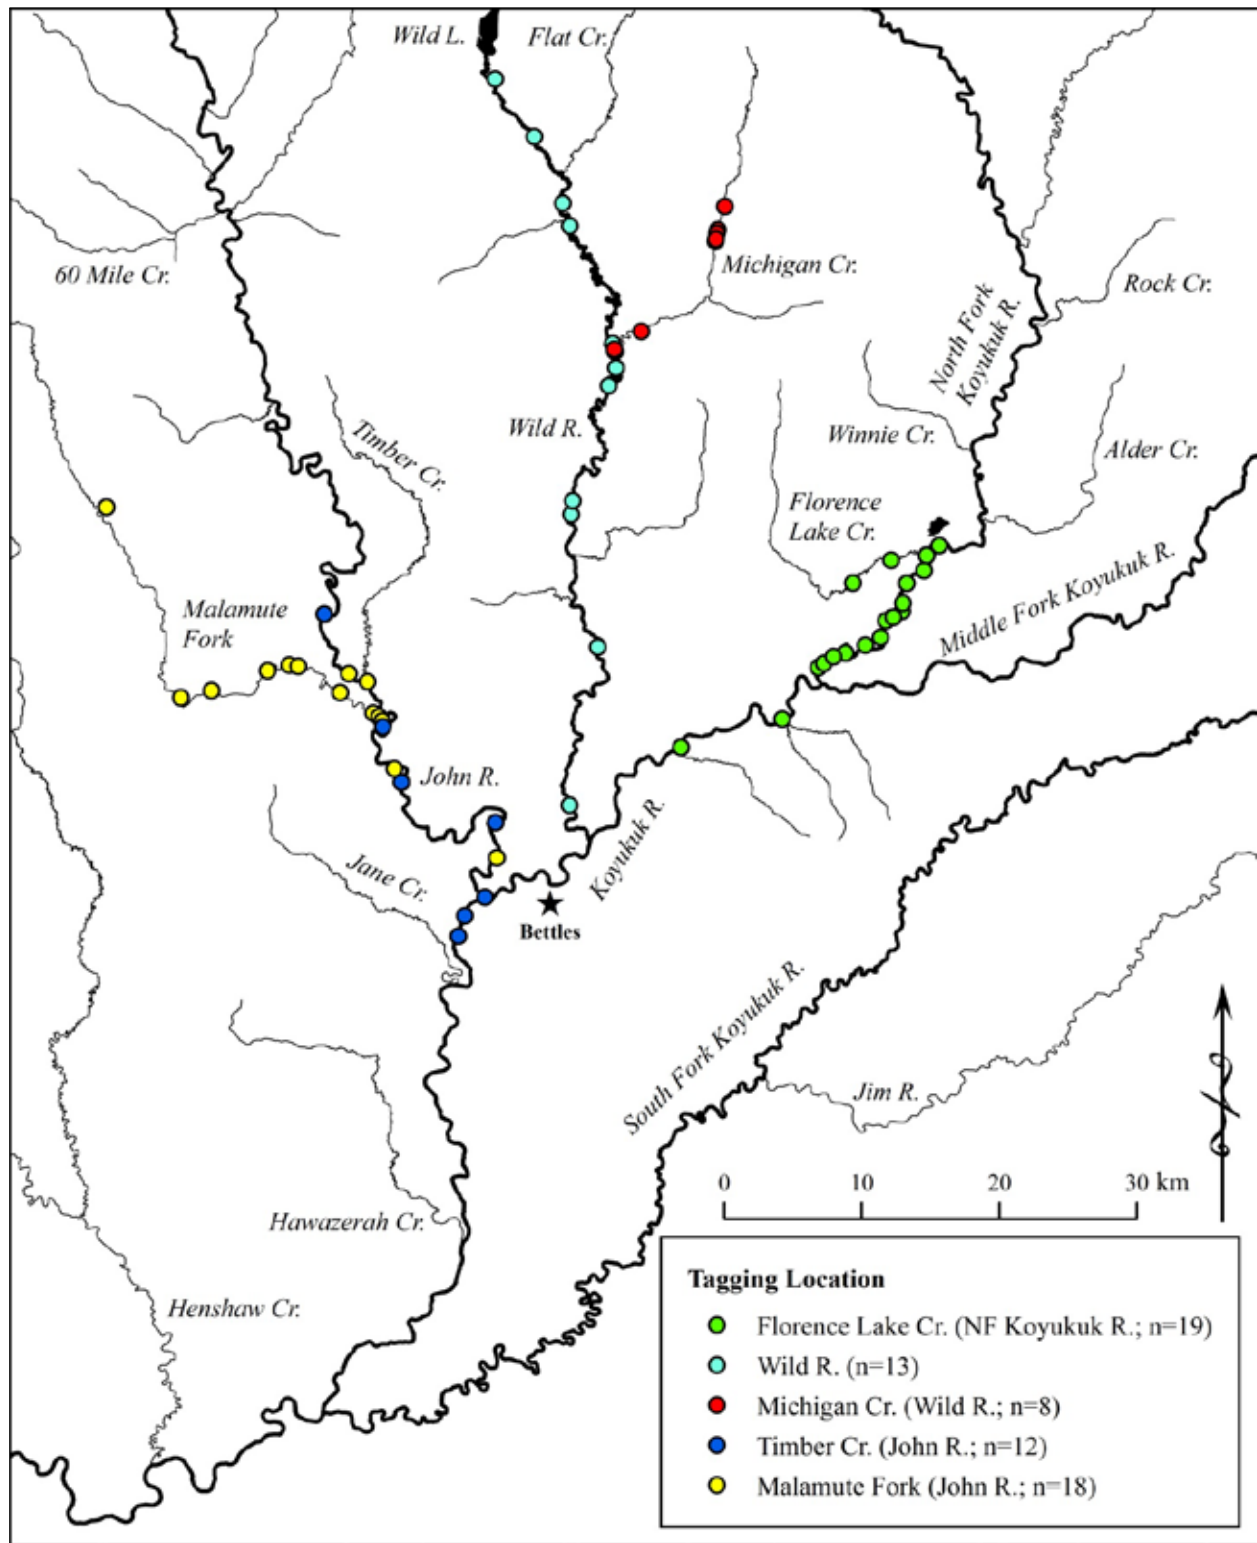 Wild L.
Flat Cr.
60 Mile Cr.
Michigan Cr.
Rock Cr.
North Fork
Koyukuk R.
Timber Cr.
Wild R.
Winnie Cr.
Alder Cr.
Florence
Lake Cr.
Malamute
Fork
Middle Fork Koyukuk R.
John R.
Koyukuk R.
Jane Cr.
Bettles
South Fork Koyukuk R.
Jim R.
Hawazerah Cr.
0 10 20 30 km
Henshaw Cr.
Tagging Location
Florence Lake Cr. (NF Koyukuk R.; n=19)
Wild R. (n=13)
Michigan Cr. (Wild R.; n=8)
Timber Cr. (John R.; n=12)
Malamute Fork (John R.; n=18)